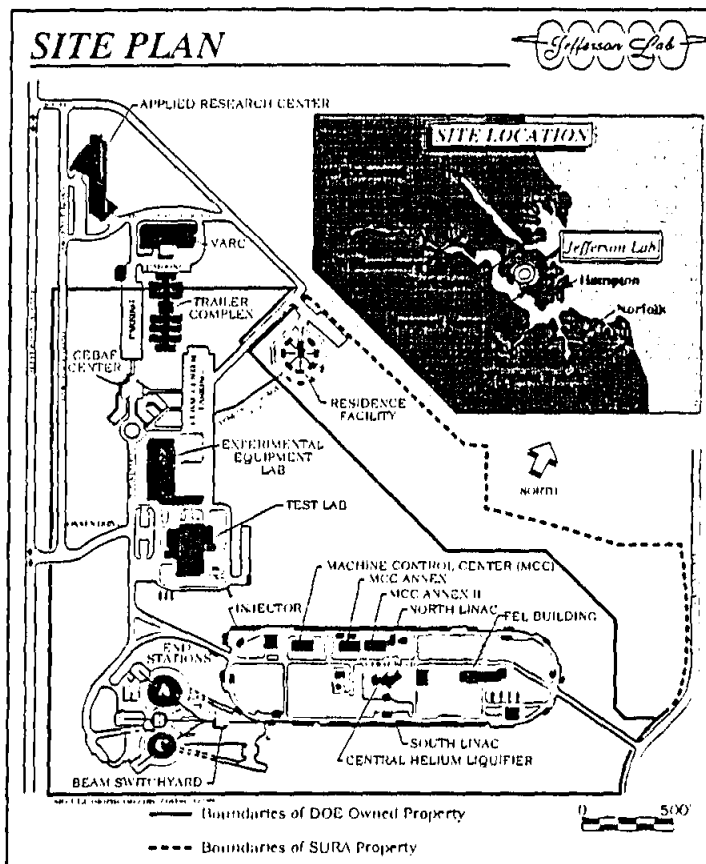 SITE PLAN
Jefferson Lab
APPLIED RESEARCH CENTER
SITE LOCATION
VARC
Jefferson Lab
Hampton
TRAILER
COMPLEX
Norfolk
PARKING
CEBAF
CENTER
RESIDENCE
FACILITY
EXPERIMENTAL
EQUIPMENT
LAB
NORTH
TEST LAB
MACHINE CONTROL CENTER (MCC)
MCC ANNEX
MCC ANNEX II
INJECTOR
NORTH LINAC
FEL BUILDING
END
STATIONS
A
C
SOUTH LINAC
CENTRAL HELIUM LIQUIFIER
BEAM SWITCHYARD
0 500'
Boundaries of DOE Owned Property
Boundaries of SURA Property